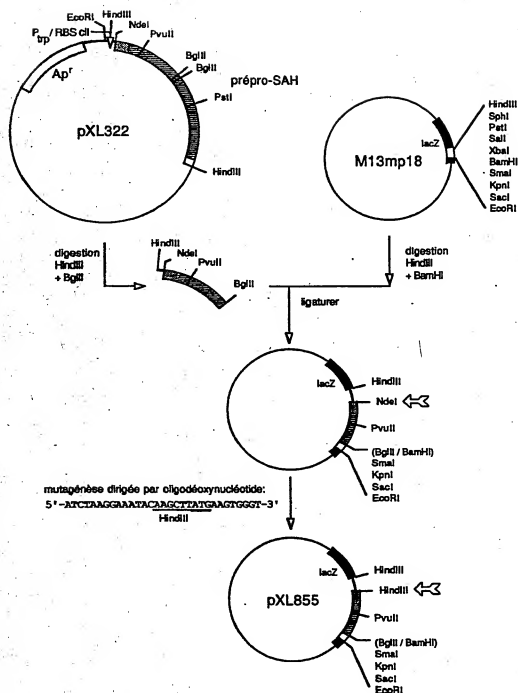 EcoRI
HindIII
NdeI
PvuII
P trp / RBS cII
BglII
BglII
PstI
HindIII
Ap r
prépro-SAH
pXL322
lacZ
M13mp18
HindIII
SphI
PstI
SalI
XbaI
BamHI
SmaI
KpnI
SacI
EcoRI
digestion
HindIII
+ BglII
HindIII
NdeI
PvuII
BglII
digestion
HindIII
+ BamHI
ligaturer
lacZ
HindIII
NdeI
PvuII
(BglII / BamHI)
SmaI
KpnI
SacI
EcoRI
mutagénèse dirigée par oligodéoxynucléotide:
5'-ATCTAAGGAAATACAAGCTTATGAAGTGGGT-3'
HindIII
lacZ
HindIII
HindIII
pXL855
PvuII
(BglII / BamHI)
SmaI
KpnI
SacI
EcoRI